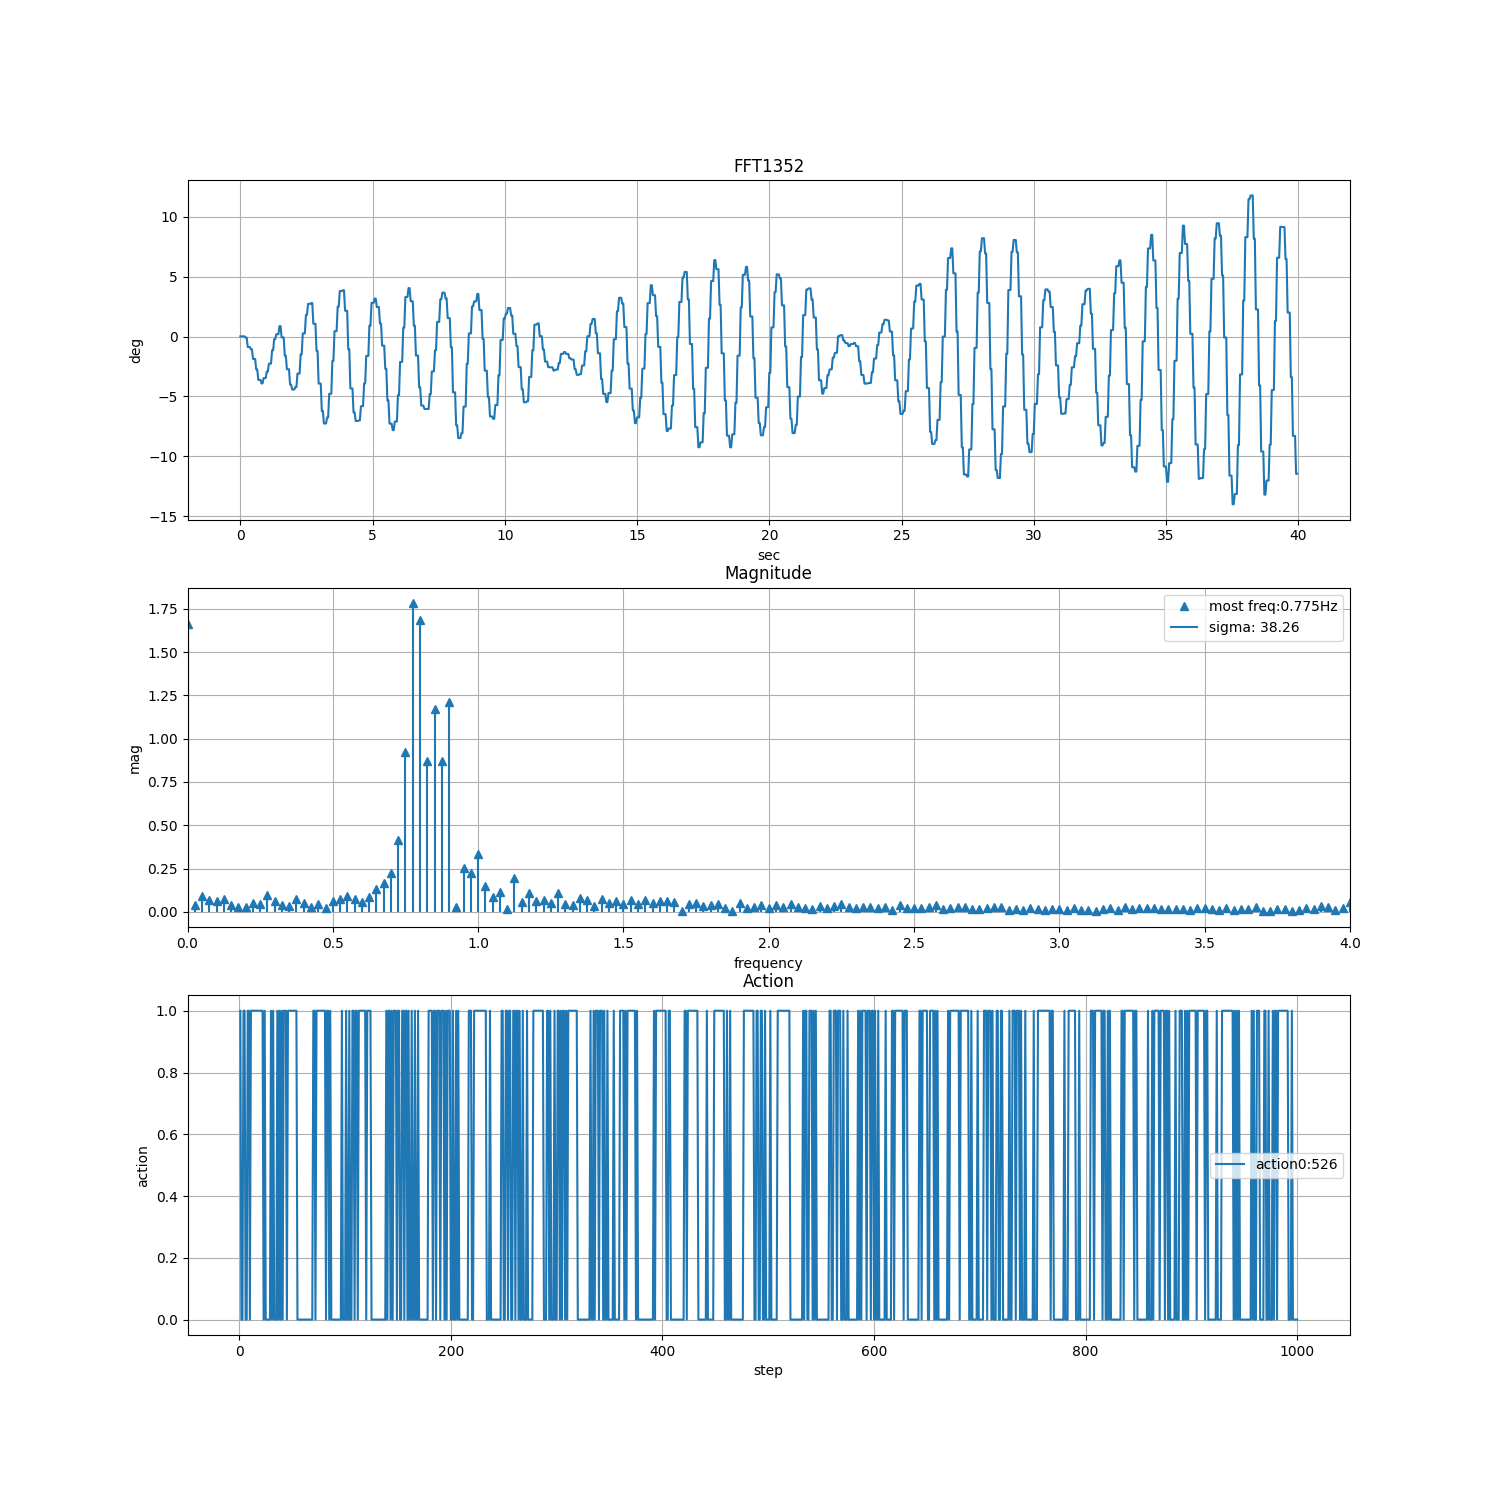 FFT1352
10
5
0
−5
−10
−15
deg
0 5 10 15 20 25 30 35 40
sec
Magnitude
1.75
1.50
1.25
1.00
0.75
0.50
0.25
0.00
mag
most freq:0.775Hz
sigma: 38.26
0.0 0.5 1.0 1.5 2.0 2.5 3.0 3.5 4.0
frequency
Action
1.0
0.8
0.6
0.4
0.2
0.0
action
action0:526
0 200 400 600 800 1000
step